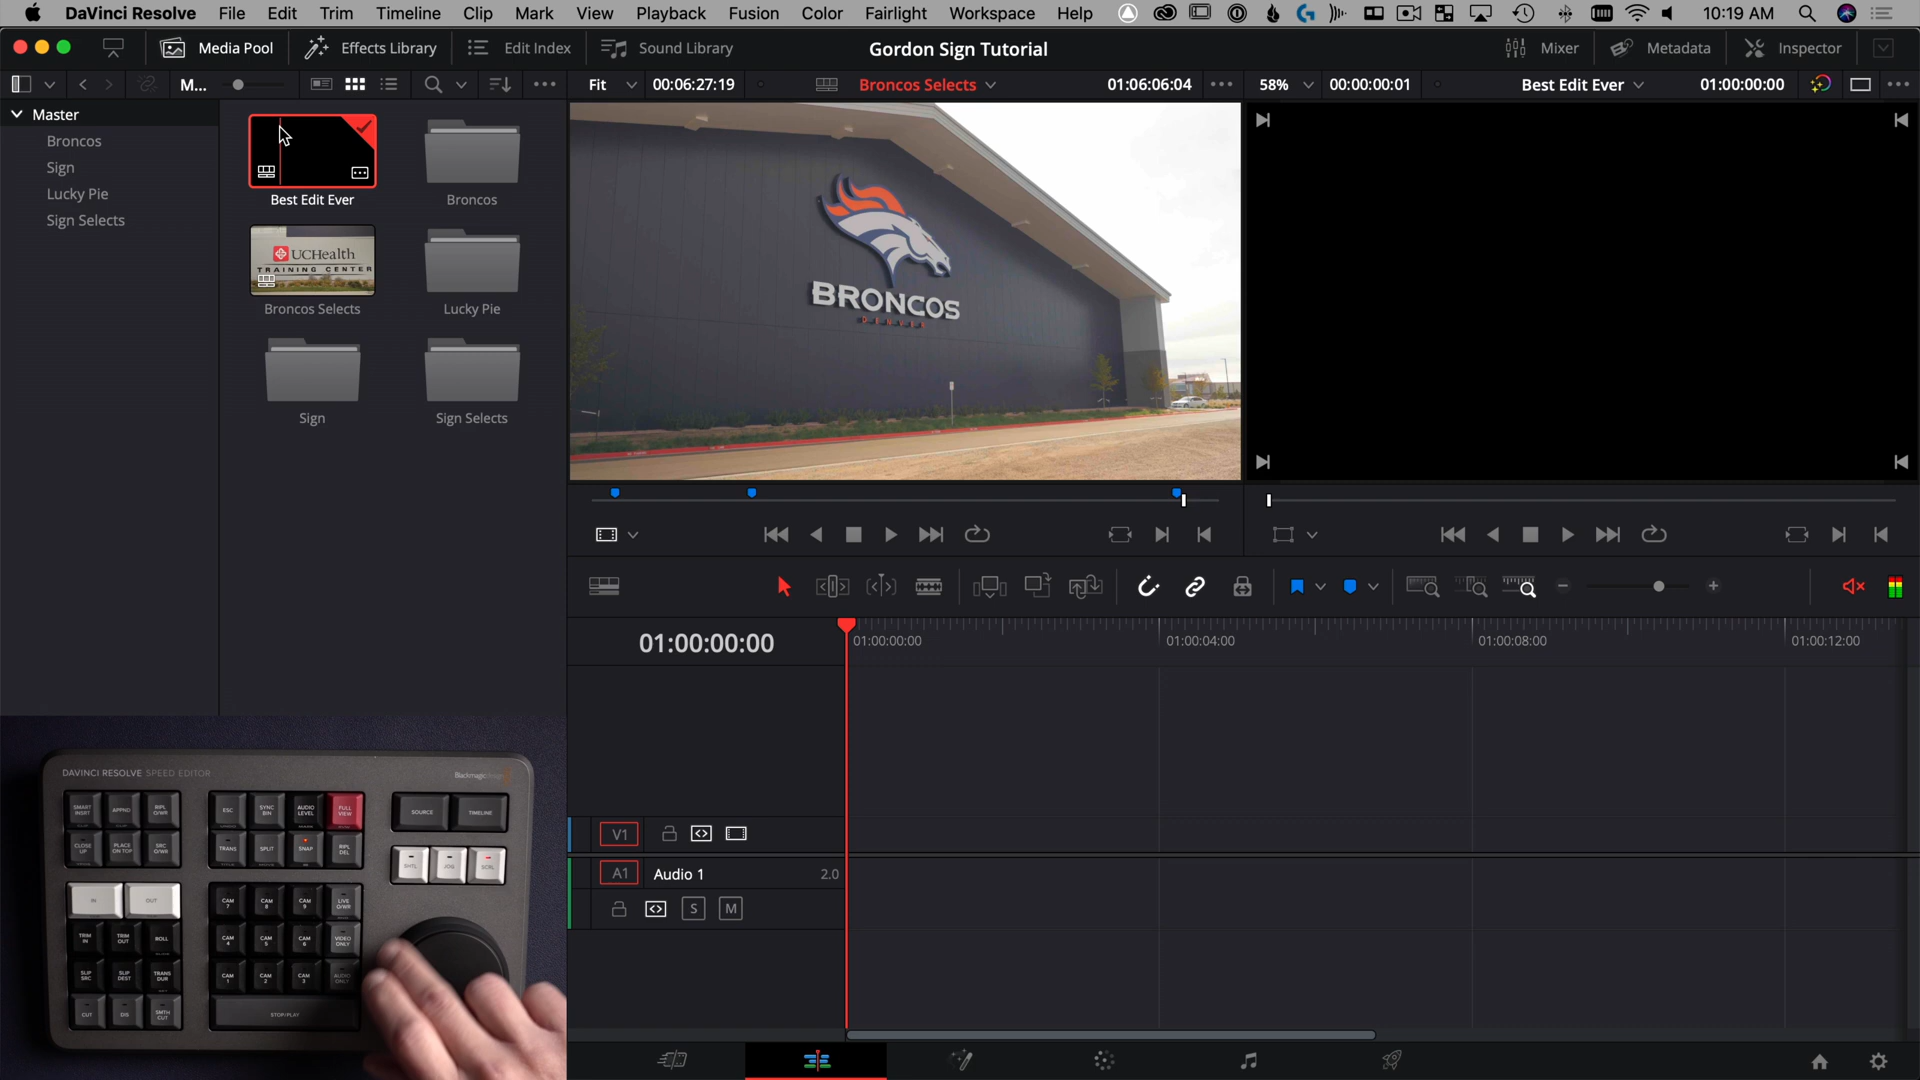 DaVinci Resolve File Edit Trim Timeline Clip Mark View Playback Fusion Color Fairlight Workspace Help 10:19 AM
Media Pool Effects Library Edit Index Sound Library Gordon Sign Tutorial Mixer Metadata Inspector
M... Fit 00:06:27:19 Broncos Selects 01:06:06:04 58% 00:00:00:01 Best Edit Ever 01:00:00:00
Master
Broncos
Sign
Lucky Pie
Sign Selects
Best Edit Ever
Broncos
UCHealth
TRAINING CENTER
Broncos Selects
Lucky Pie
Sign
Sign Selects
BRONCOS
DENVER
01:00:00:00
01:00:00:00 01:00:04:00 01:00:08:00 01:00:12:00
V1
A1 Audio 1 2.0
S M
DAVINCI RESOLVE SPEED EDITOR
Blackmagicdesign
SMART INSRT APPND RIPL O/WR ESC SYNC BIN AUDIO LEVEL FULL VIEW SOURCE TIMELINE
CLOSE UP PLACE ON TOP SRC O/WR TRANS SPLIT SNAP RIPL DEL SHTL JOG SCRL
IN OUT CAM 7 CAM 8 CAM 9 LIVE O/WR
TRIM IN TRIM OUT ROLL CAM 4 CAM 5 CAM 6 VIDEO ONLY
SLIP SRC SLIP DEST TRANS DUR CAM 1 CAM 2 CAM 3 AUDIO ONLY
CUT DIS SMTH CUT STOP/PLAY